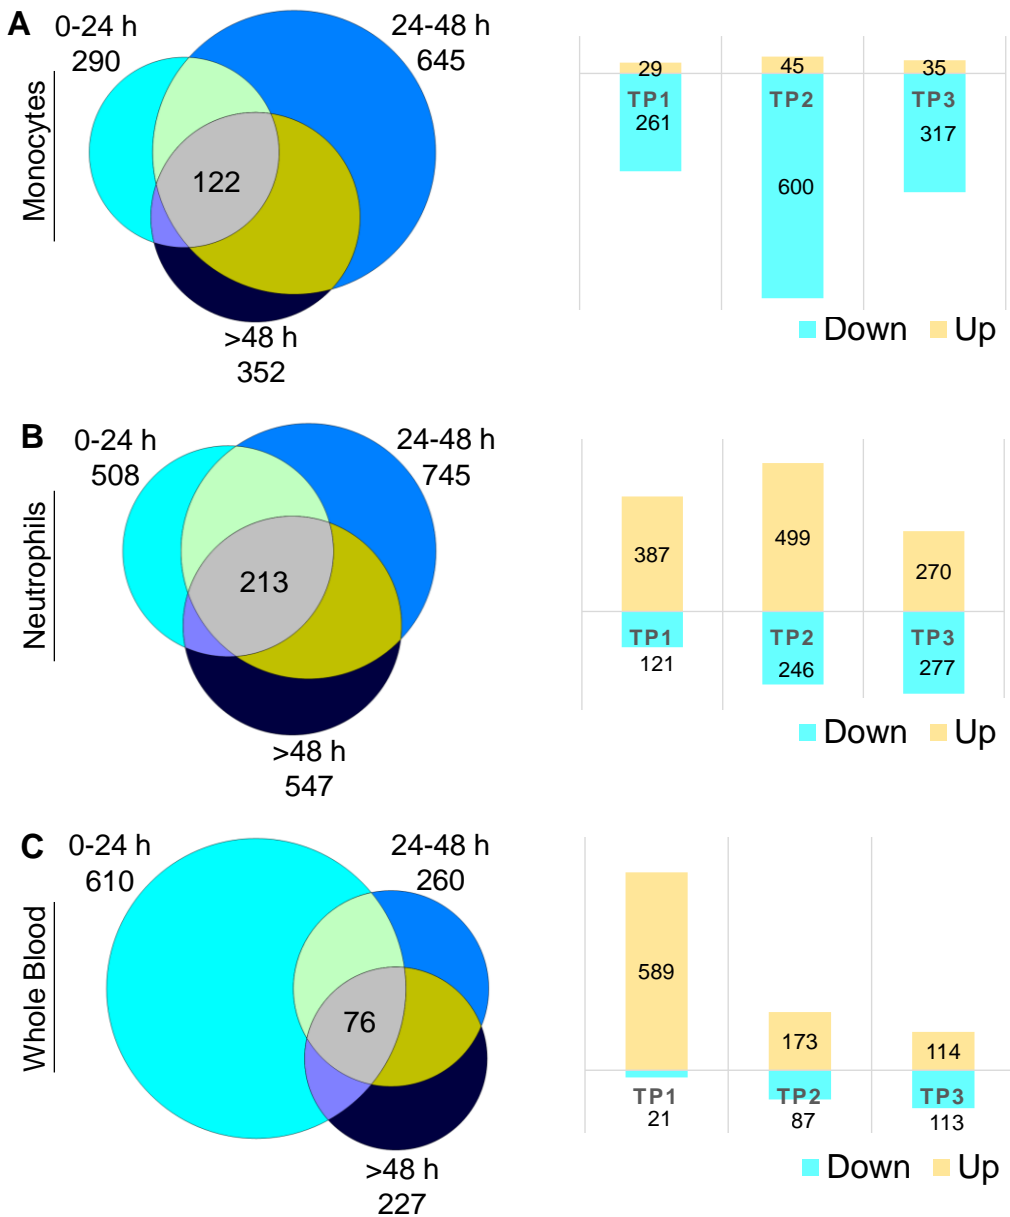 A
0-24 h
290
24-48 h
645
Monocytes
122
>48 h
352
29
45
35
TP1
TP2
TP3
261
600
317
Down
Up
B
0-24 h
508
24-48 h
745
Neutrophils
213
>48 h
547
387
499
270
TP1
TP2
TP3
121
246
277
Down
Up
C
0-24 h
610
24-48 h
260
Whole Blood
76
>48 h
227
589
173
114
TP1
TP2
TP3
21
87
113
Down
Up